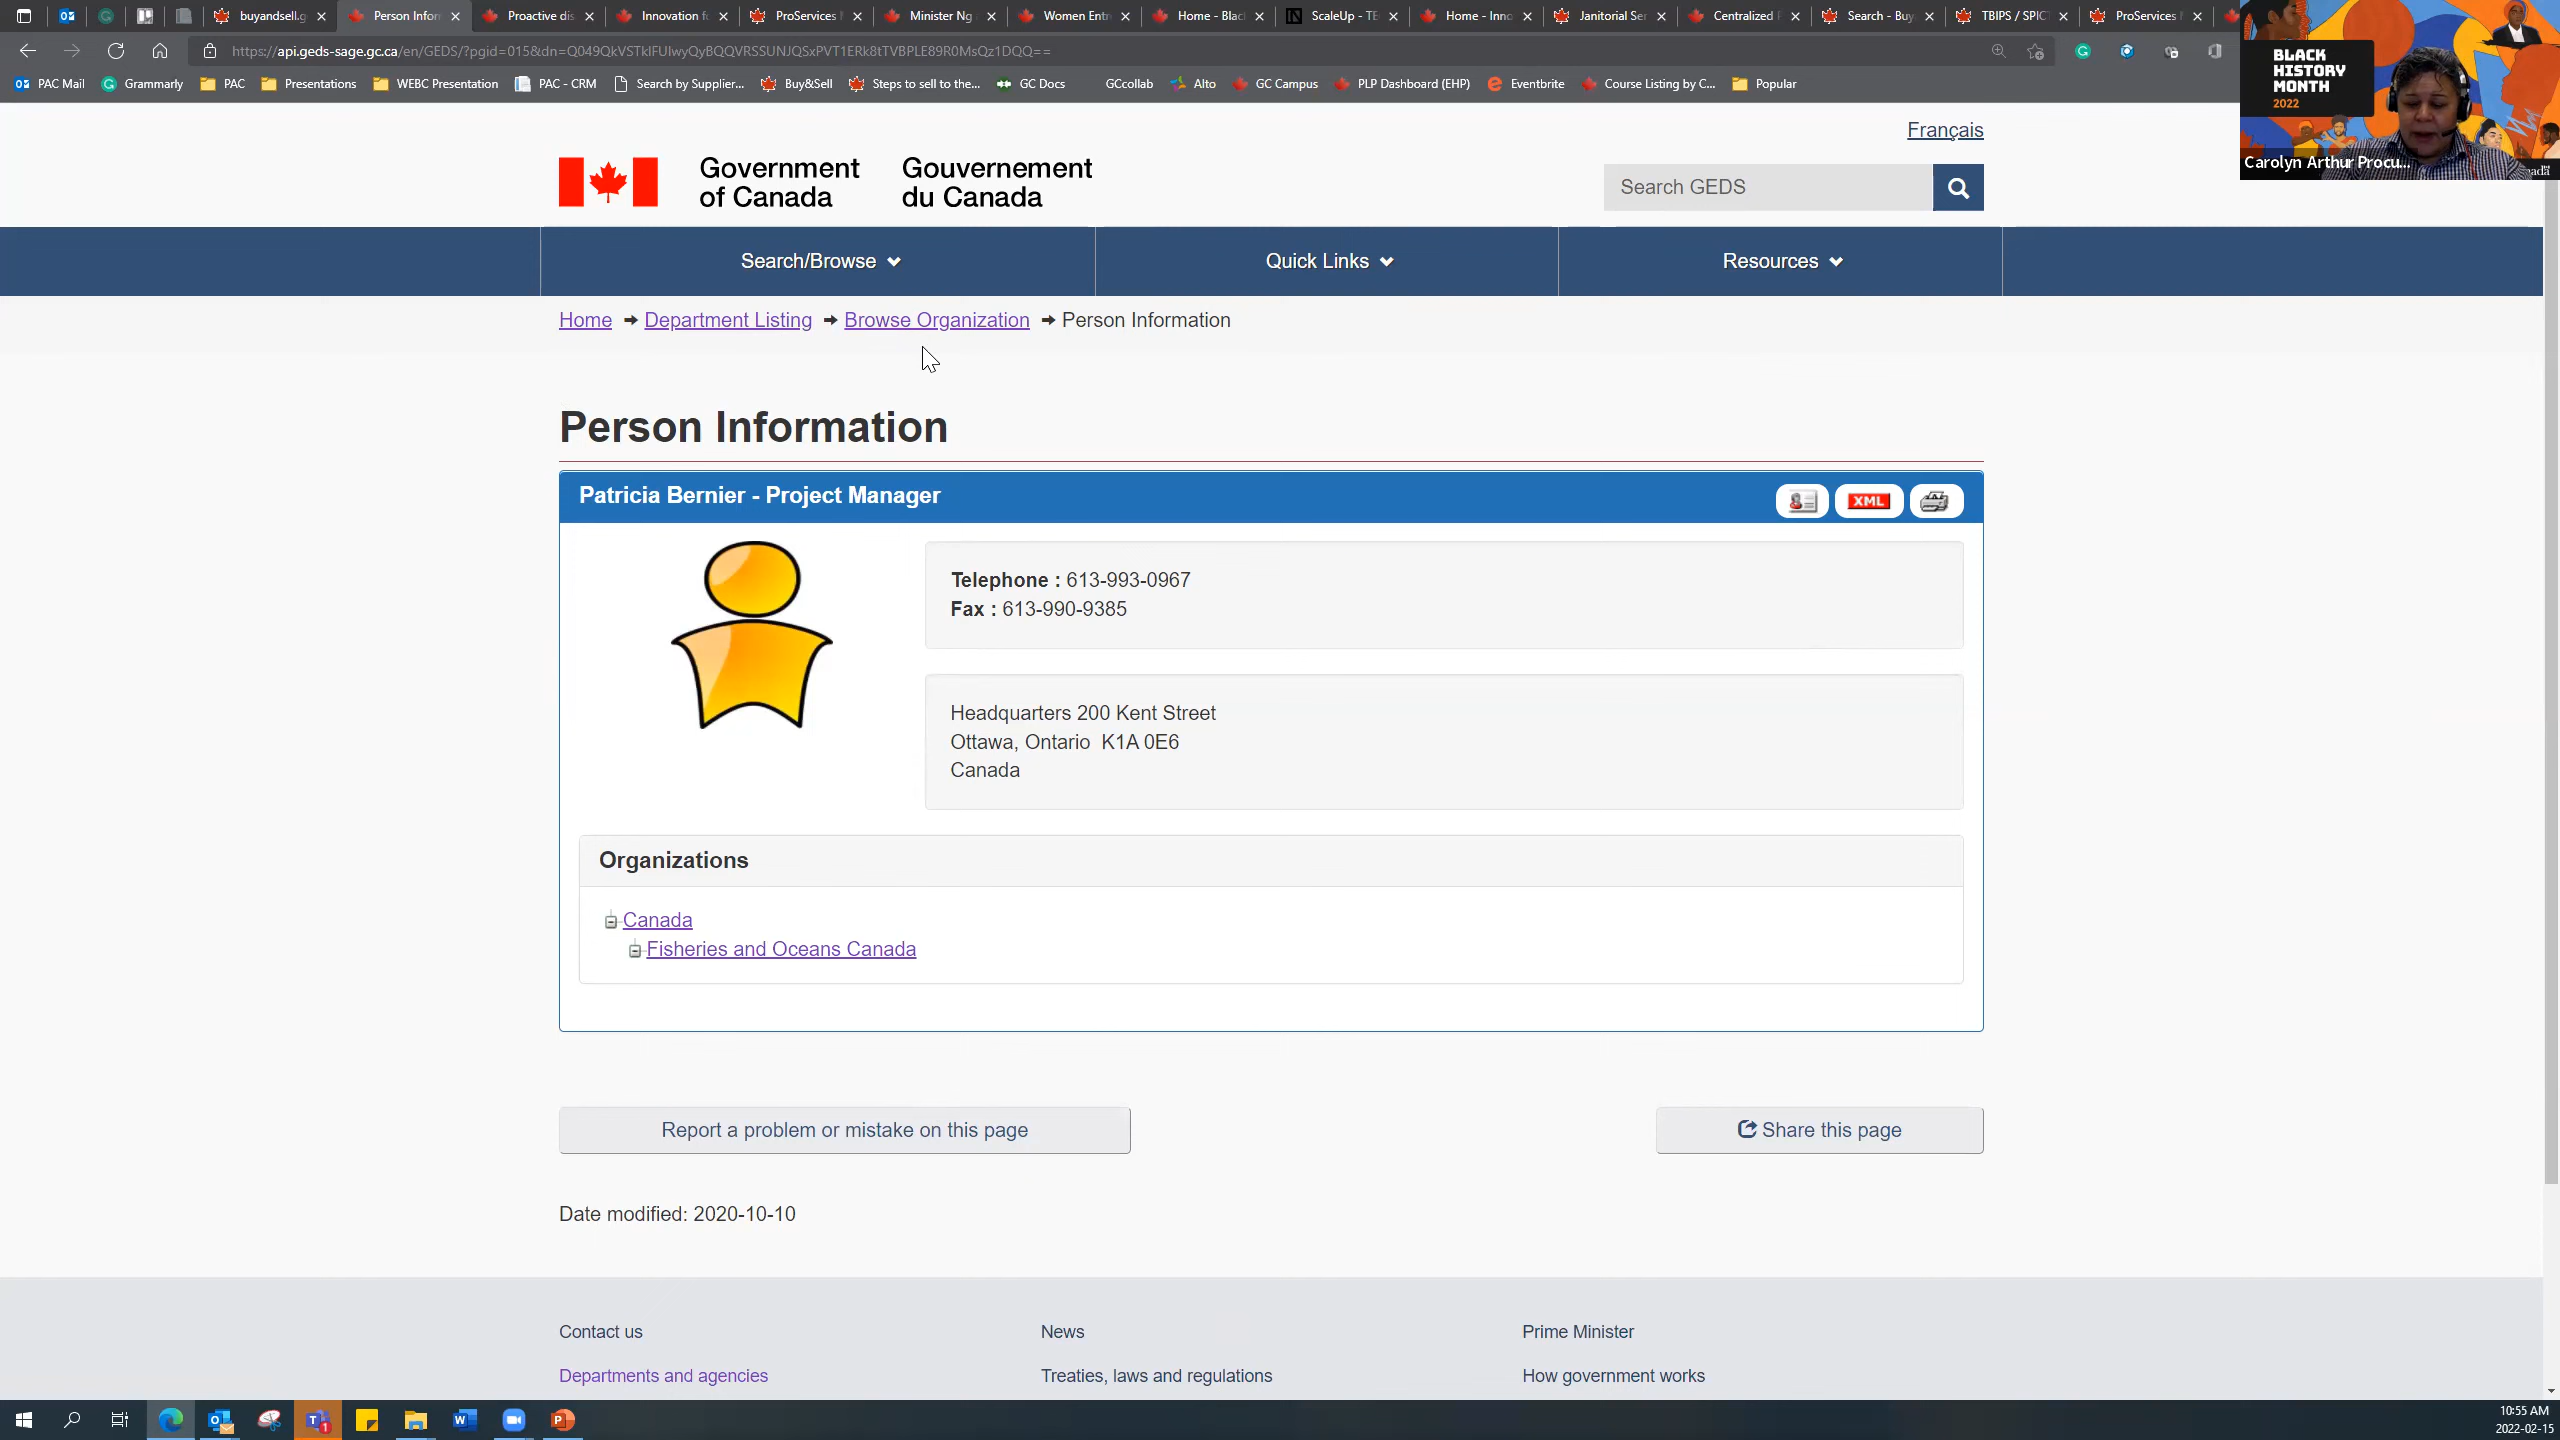 buyandsell.g
Person Infor
Proactive dis
Innovation fo
ProServices
Minister Ng
Women Entr
Home - Blac
ScaleUp - TE
Home - Inno
Janitorial Ser
Centralized
Search - Buy
TBIPS / SPIC
ProServices
https://api.geds-sage.gc.ca/en/GEDS/?pgid=015&dn=Q049QkVSTklFUlwyQyBQQVRSSUNJQSxPVT1ERk8tTVBPLE89R0MsQz1DQQ==
PAC Mail
Grammarly
PAC
Presentations
WEBC Presentation
PAC - CRM
Search by Supplier...
Buy&Sell
Steps to sell to the...
GC Docs
GCcollab
Alto
GC Campus
PLP Dashboard (EHP)
Eventbrite
Course Listing by C...
Popular
BLACK
HISTORY
MONTH
2022
Carolyn Arthur Procu...
Français
Government
of Canada
Gouvernement
du Canada
Search GEDS
Search/Browse
Quick Links
Resources
Home → Department Listing → Browse Organization → Person Information
Person Information
Patricia Bernier - Project Manager
XML
Telephone : 613-993-0967
Fax : 613-990-9385
Headquarters 200 Kent Street
Ottawa, Ontario K1A 0E6
Canada
Organizations
Canada
Fisheries and Oceans Canada
Report a problem or mistake on this page
Share this page
Date modified: 2020-10-10
Contact us
News
Prime Minister
Departments and agencies
Treaties, laws and regulations
How government works
10:55 AM
2022-02-15